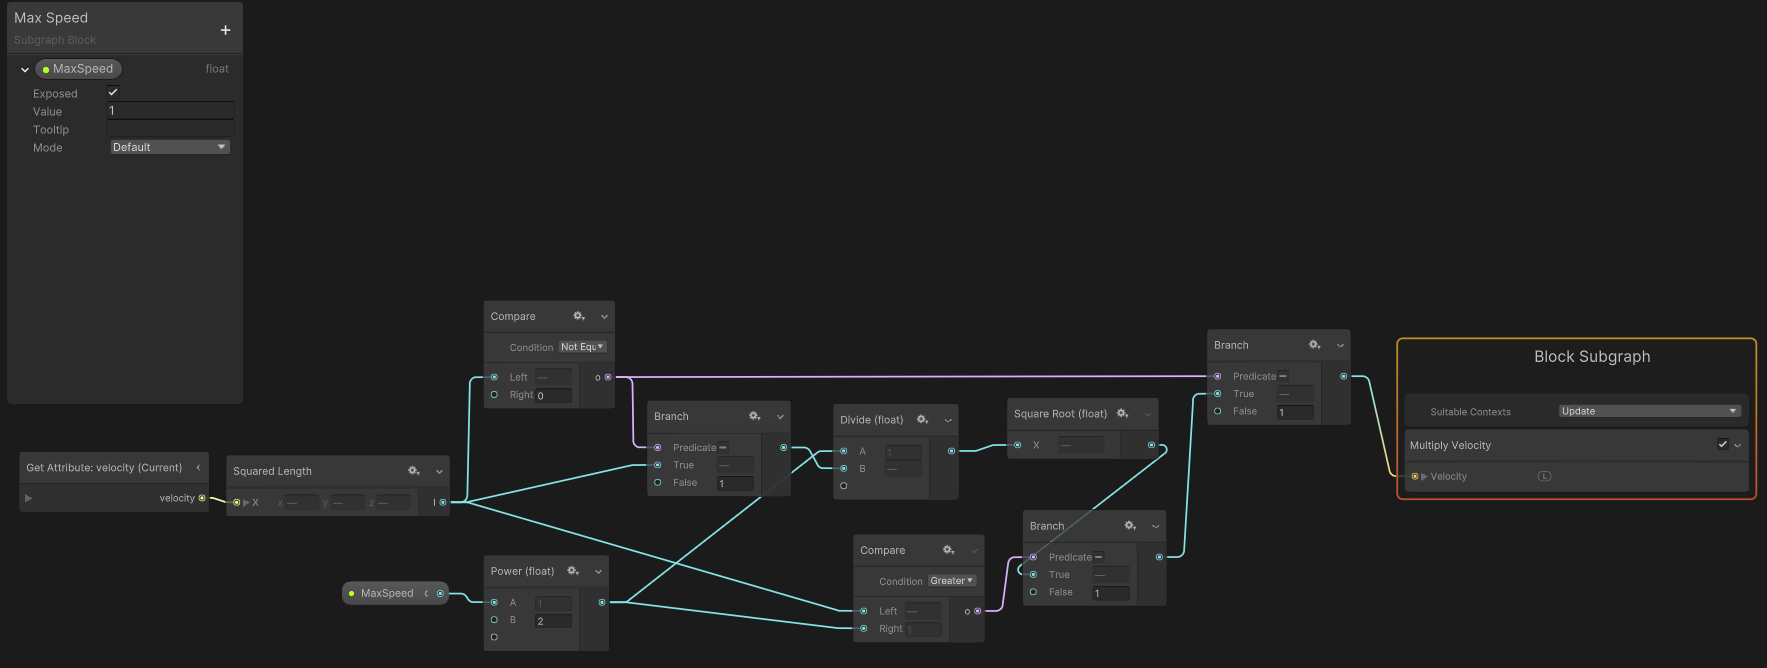 Max Speed
Subgraph Block
+
MaxSpeed float
Exposed
Value 1
Tooltip
Mode Default
Compare
Condition Not Equ
Left — o
Right 0
Branch
Predicate —
True —
False 1
Divide (float)
A 1
B —
Square Root (float)
X —
Branch
Predicate —
True —
False 1
Block Subgraph
Suitable Contexts Update
Multiply Velocity
Velocity L
Get Attribute: velocity (Current)
velocity
Squared Length
X x — y — z — l
MaxSpeed
Power (float)
A 1
B 2
Compare
Condition Greater
Left — o
Right 1
Branch
Predicate —
True —
False 1